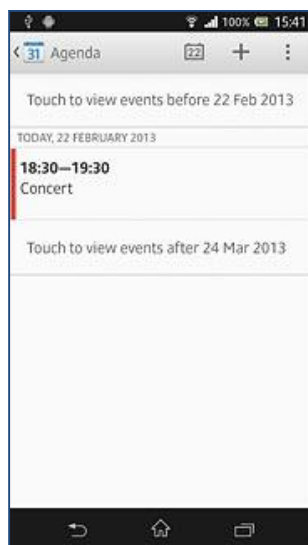 100% 15:41
31 Agenda 22
Touch to view events before 22 Feb 2013
TODAY, 22 FEBRUARY 2013
18:30—19:30
Concert
Touch to view events after 24 Mar 2013